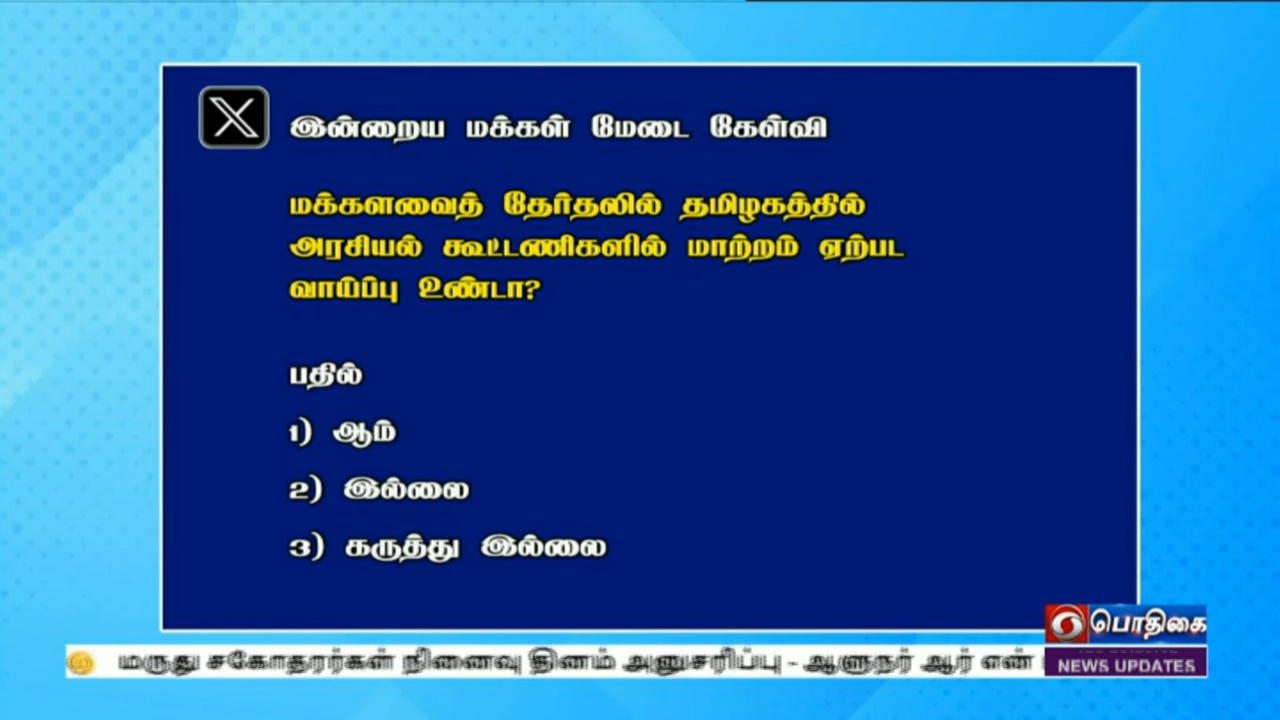 இன்றைய மக்கள் மேடை கேள்வி
மக்களவைத் தேர்தலில் தமிழகத்தில்
அரசியல் கூட்டணிகளில் மாற்றம் ஏற்பட
வாய்ப்பு உண்டா?
பதில்
1) ஆம்
2) இல்லை
3) கருத்து இல்லை
பொதிகை
மருது சகோதரர்கள் நினைவு தினம் அனுசரிப்பு - ஆளுநர் ஆர் என்
NEWS UPDATES